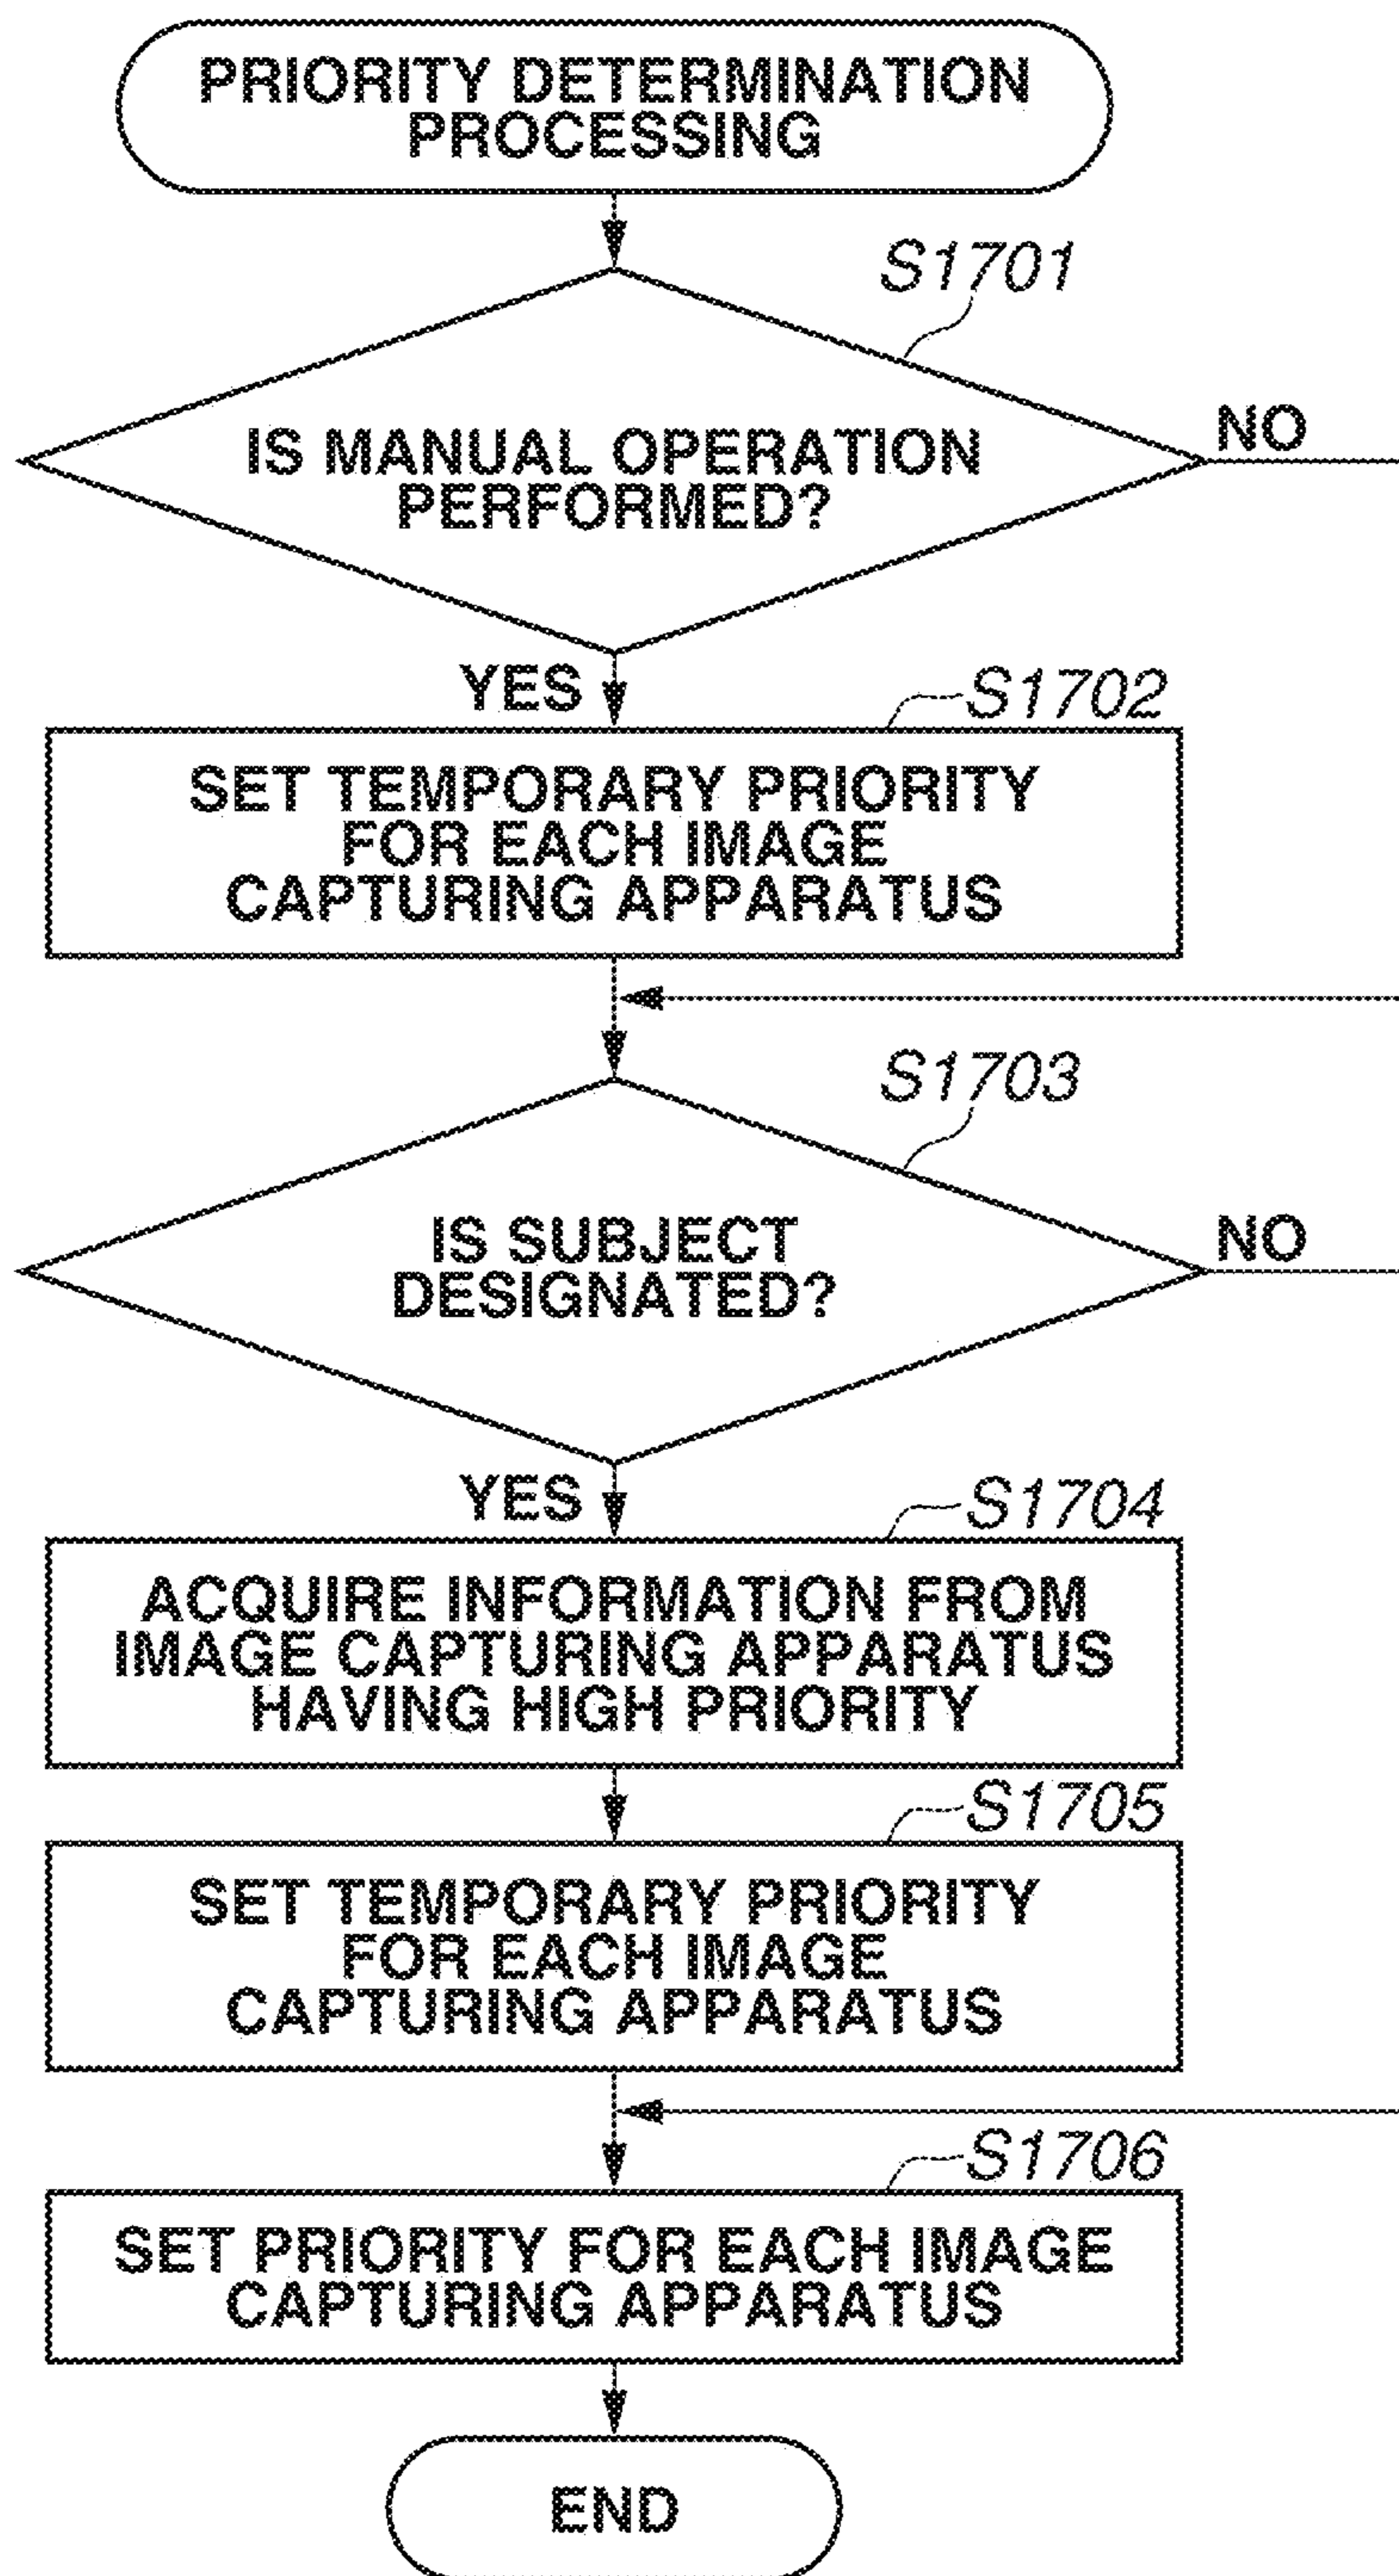 PRIORITY DETERMINATION
PROCESSING
S1701
IS MANUAL OPERATION
PERFORMED?
NO
YES
S1702
SET TEMPORARY PRIORITY
FOR EACH IMAGE
CAPTURING APPARATUS
S1703
IS SUBJECT
DESIGNATED?
NO
YES
S1704
ACQUIRE INFORMATION FROM
IMAGE CAPTURING APPARATUS
HAVING HIGH PRIORITY
S1705
SET TEMPORARY PRIORITY
FOR EACH IMAGE
CAPTURING APPARATUS
S1706
SET PRIORITY FOR EACH IMAGE
CAPTURING APPARATUS
END